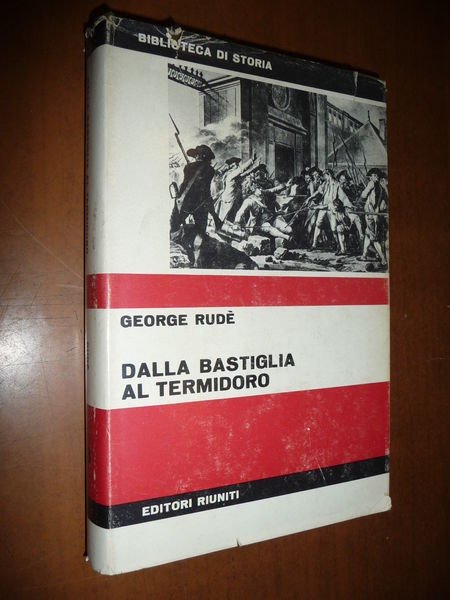 BIBLIOTECA DI STORIA
GEORGE RUDÈ
DALLA BASTIGLIA
AL TERMIDORO
EDITORI RIUNITI